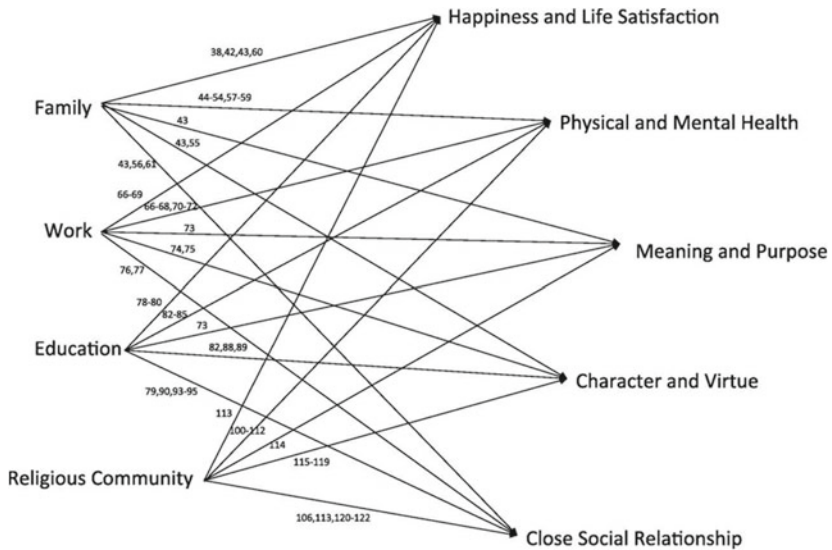 Happiness and Life Satisfaction
38,42,43,60
Family
44-54,57-59
43
Physical and Mental Health
43,55
43,56,61
66-69
66-68,70-72
Work
73
74,75
Meaning and Purpose
76,77
78-80
82-85
73
Education
82,88,89
Character and Virtue
79,90,93-95
113
100-112
114
115-119
Religious Community
106,113,120-122
Close Social Relationship